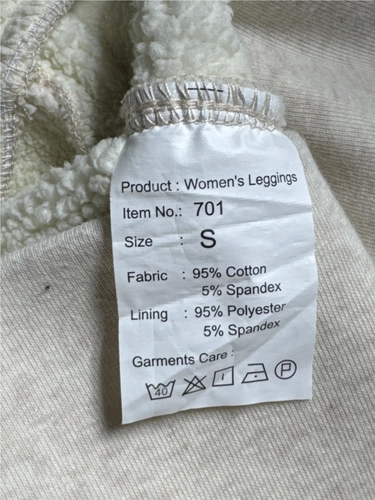 Product : Women's Leggings
Item No.: 701
Size : S
Fabric : 95% Cotton
5% Spandex
Lining : 95% Polyester
5% Spandex
Garments Care :
40 P